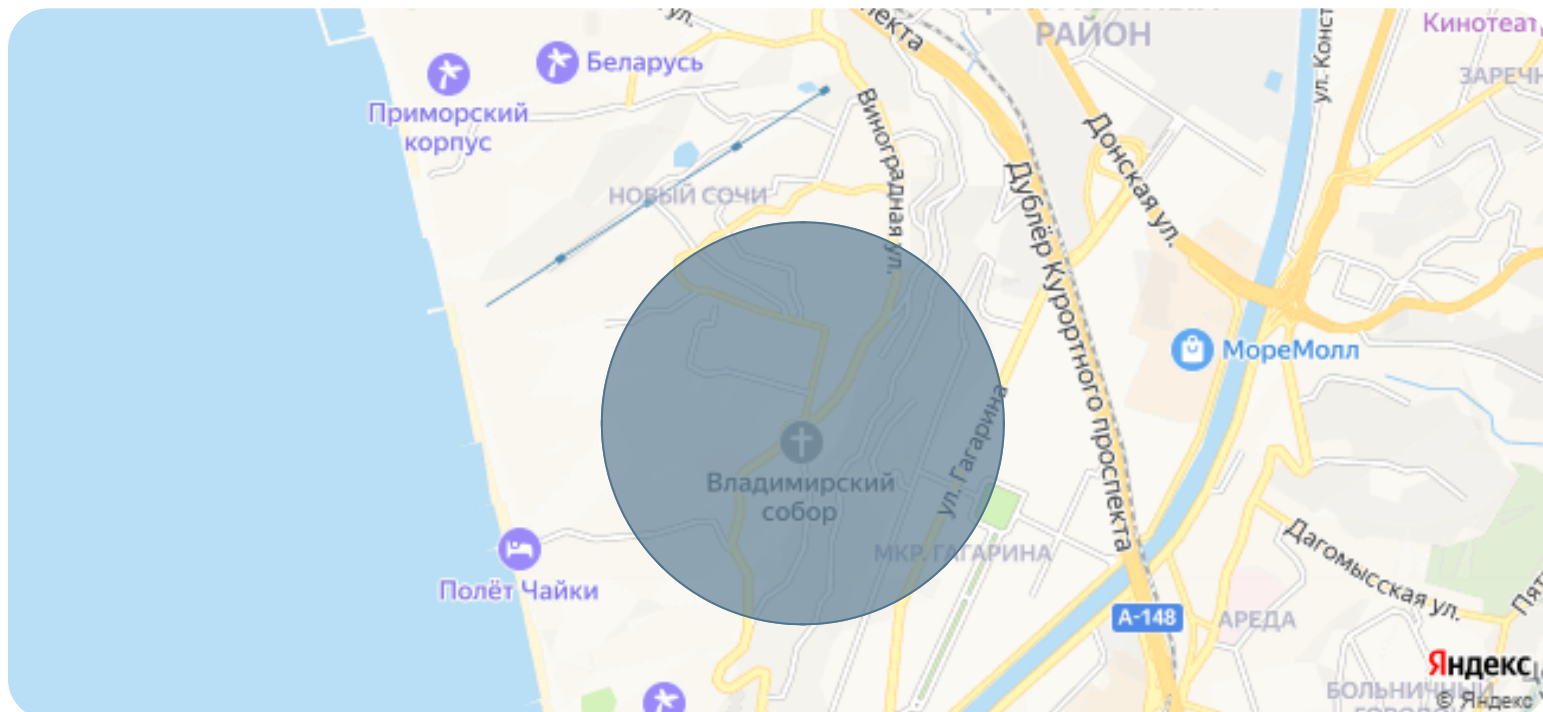 РАЙОН
Кинотеат
ул. Конст
ЗАРЕЧН
Беларусь
Приморский
корпус
Виноградная ул.
Донская ул.
НОВЫЙ СОЧИ
Дублёр Курортного проспекта
МореМолл
ул. Гагарина
Владимирский
собор
МКР. ГАГАРИНА
Полёт Чайки
Дагомысская ул.
А-148
АРЕДА
Яндекс
БОЛЬНИЧНЫЙ
© Яндекс